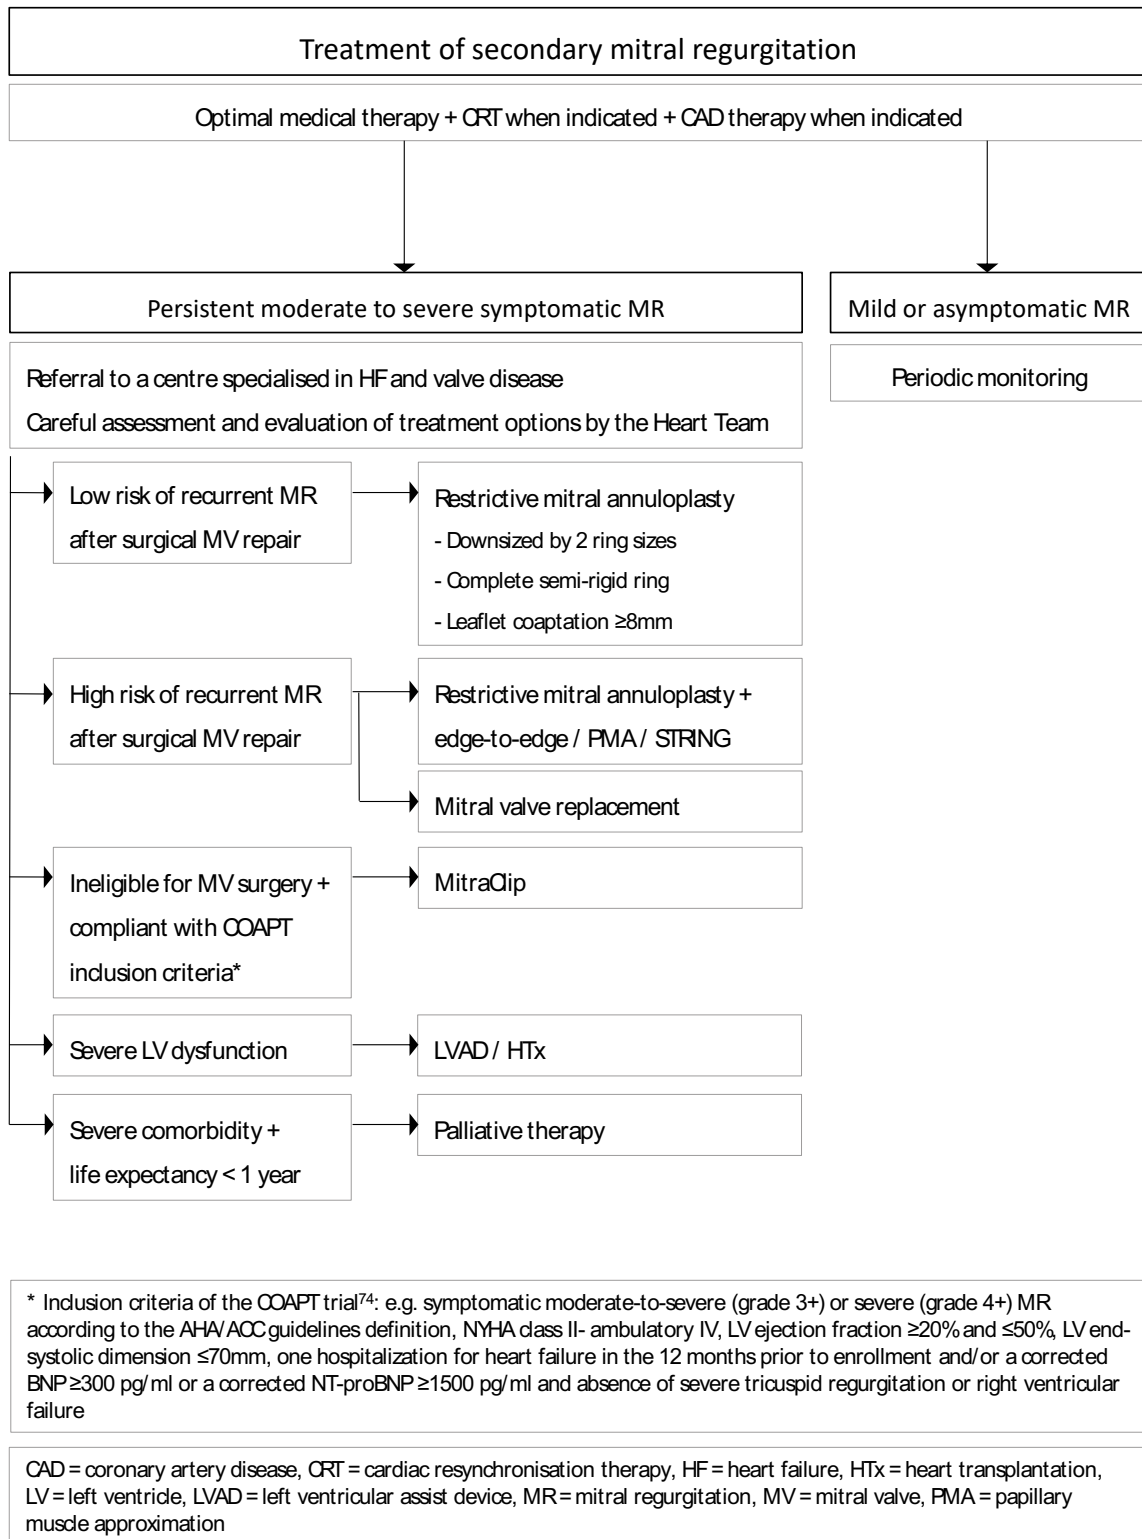 Treatment of secondary mitral regurgitation
Optimal medical therapy + CRT when indicated + CAD therapy when indicated
Persistent moderate to severe symptomatic MR
Mild or asymptomatic MR
Referral to a centre specialised in HF and valve disease
Careful assessment and evaluation of treatment options by the Heart Team
Periodic monitoring
Low risk of recurrent MR
after surgical MV repair
Restrictive mitral annuloplasty
- Downsized by 2 ring sizes
- Complete semi-rigid ring
- Leaflet coaptation ≥8mm
High risk of recurrent MR
after surgical MV repair
Restrictive mitral annuloplasty +
edge-to-edge / PMA / STRING
Mitral valve replacement
Ineligible for MV surgery +
compliant with COAPT
inclusion criteria*
MitraClip
Severe LV dysfunction
LVAD / HTx
Severe comorbidity +
life expectancy < 1 year
Palliative therapy
* Inclusion criteria of the COAPT trial74: e.g. symptomatic moderate-to-severe (grade 3+) or severe (grade 4+) MR
according to the AHA/ACC guidelines definition, NYHA class II- ambulatory IV, LV ejection fraction ≥20% and ≤50%, LV end-
systolic dimension ≤70mm, one hospitalization for heart failure in the 12 months prior to enrollment and/or a corrected
BNP ≥300 pg/ml or a corrected NT-proBNP ≥1500 pg/ml and absence of severe tricuspid regurgitation or right ventricular
failure
CAD = coronary artery disease, CRT = cardiac resynchronisation therapy, HF = heart failure, HTx = heart transplantation,
LV = left ventricle, LVAD = left ventricular assist device, MR = mitral regurgitation, MV = mitral valve, PMA = papillary
muscle approximation